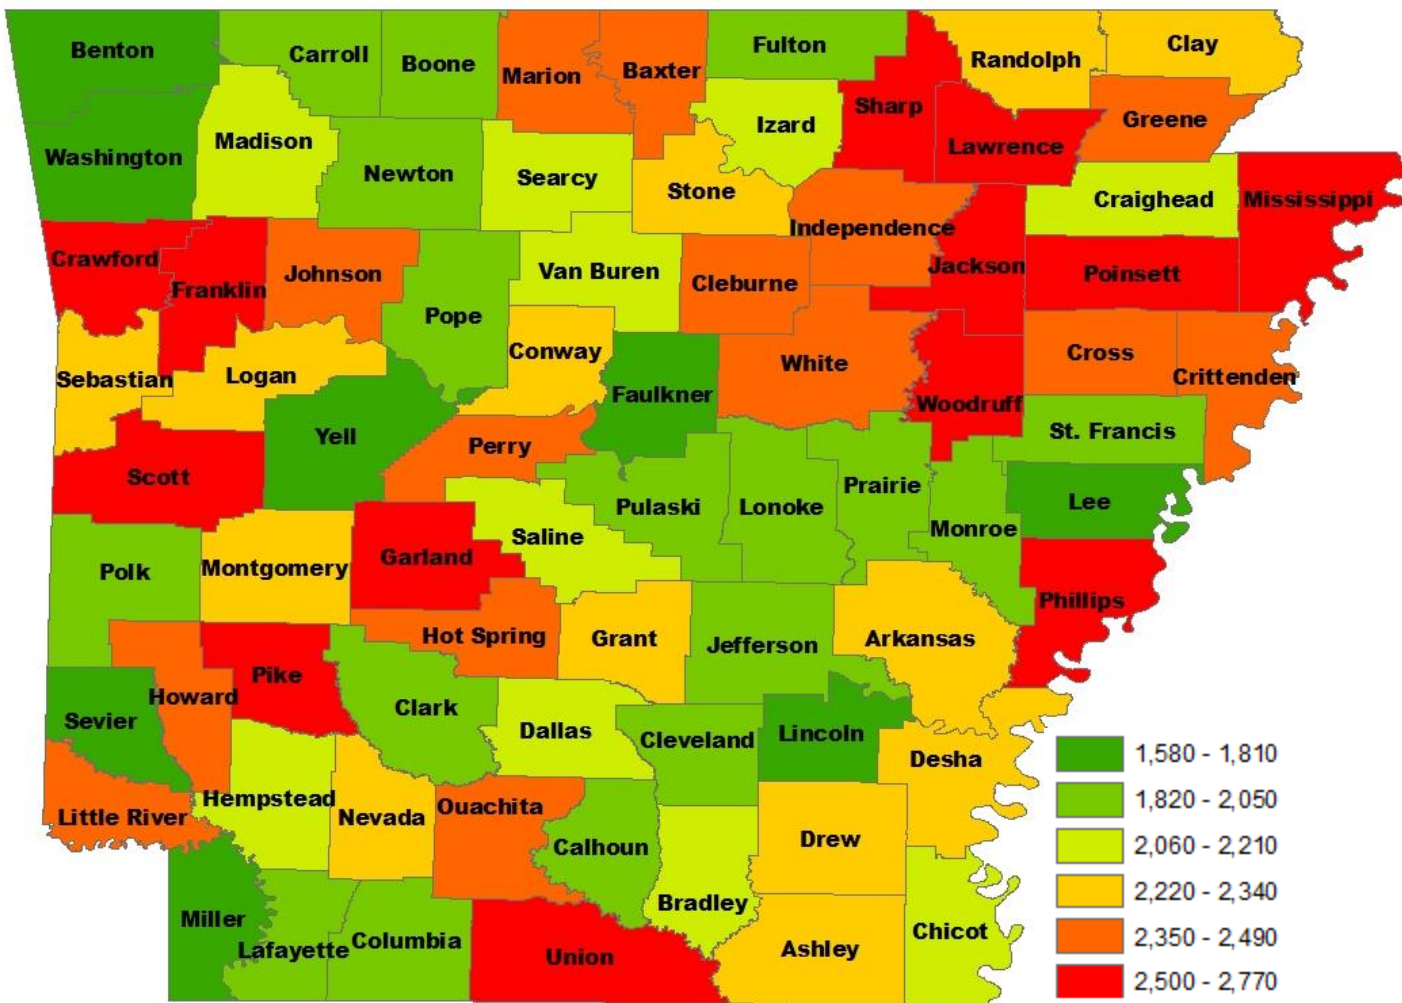 Benton
Carroll
Boone
Marion
Baxter
Fulton
Randolph
Clay
Sharp
Greene
Izard
Lawrence
Washington
Madison
Newton
Searcy
Stone
Craighead
Mississippi
Independence
Crawford
Franklin
Johnson
Van Buren
Cleburne
Jackson
Poinsett
Pope
Conway
White
Cross
Crittenden
Sebastian
Logan
Faulkner
Woodruff
Yell
Perry
St. Francis
Scott
Pulaski
Lonoke
Prairie
Monroe
Lee
Polk
Montgomery
Garland
Saline
Phillips
Hot Spring
Grant
Jefferson
Arkansas
Howard
Pike
Sevier
Clark
Dallas
Cleveland
Lincoln
Desha
Little River
Hempstead
Nevada
Ouachita
Calhoun
Drew
Miller
Lafayette
Columbia
Union
Bradley
Ashley
Chicot
1,580 - 1,810
1,820 - 2,050
2,060 - 2,210
2,220 - 2,340
2,350 - 2,490
2,500 - 2,770